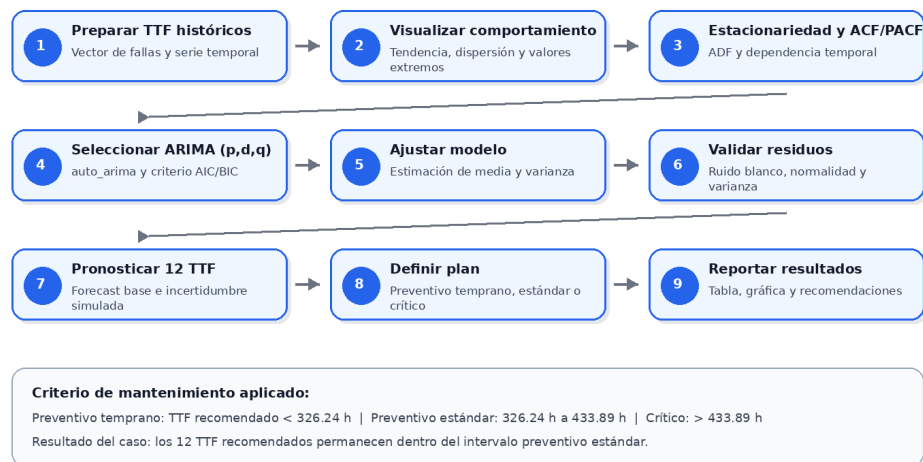 1
Preparar TTF históricos
Vector de fallas y serie temporal
2
Visualizar comportamiento
Tendencia, dispersión y valores
extremos
3
Estacionariedad y ACF/PACF
ADF y dependencia temporal
4
Seleccionar ARIMA (p,d,q)
auto_arima y criterio AIC/BIC
5
Ajustar modelo
Estimación de media y varianza
6
Validar residuos
Ruido blanco, normalidad y
varianza
7
Pronosticar 12 TTF
Forecast base e incertidumbre
simulada
8
Definir plan
Preventivo temprano, estándar o
crítico
9
Reportar resultados
Tabla, gráfica y recomendaciones
Criterio de mantenimiento aplicado:
Preventivo temprano: TTF recomendado < 326.24 h | Preventivo estándar: 326.24 h a 433.89 h | Crítico: > 433.89 h
Resultado del caso: los 12 TTF recomendados permanecen dentro del intervalo preventivo estándar.